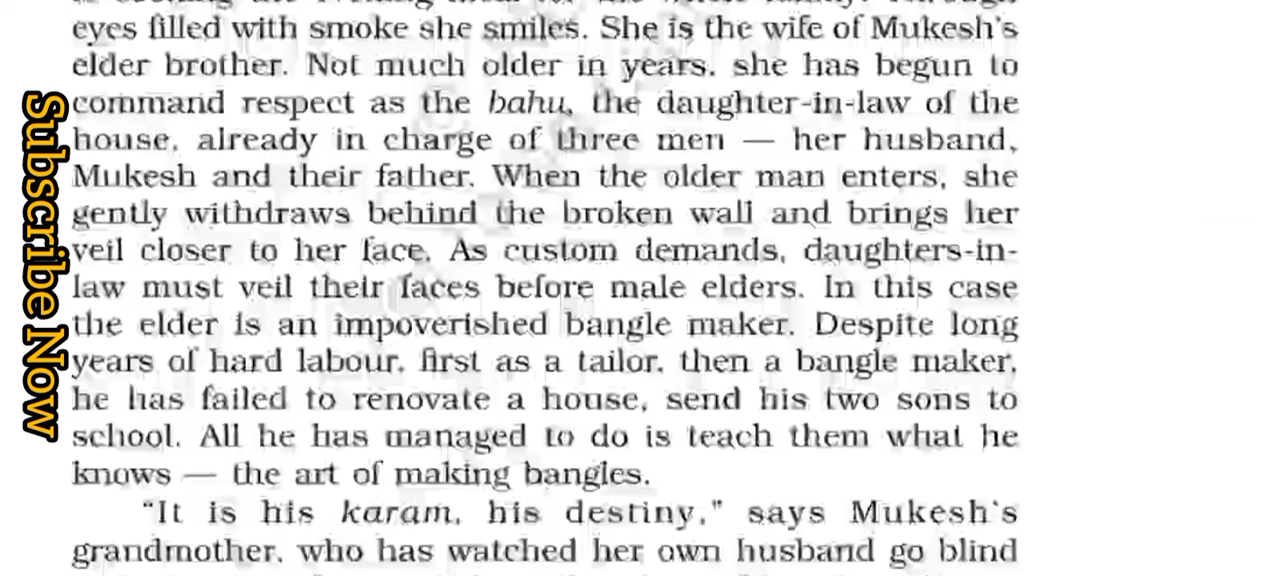 eyes filled with smoke she smiles. She is the wife of Mukesh's
elder brother. Not much older in years, she has begun to
command respect as the bahu, the daughter-in-law of the
house, already in charge of three men — her husband,
Mukesh and their father. When the older man enters, she
gently withdraws behind the broken wall and brings her
veil closer to her face. As custom demands, daughters-in-
law must veil their faces before male elders. In this case
the elder is an impoverished bangle maker. Despite long
years of hard labour, first as a tailor, then a bangle maker,
he has failed to renovate a house, send his two sons to
school. All he has managed to do is teach them what he
knows — the art of making bangles.
"It is his karam, his destiny," says Mukesh's
grandmother, who has watched her own husband go blind
Subscribe Now